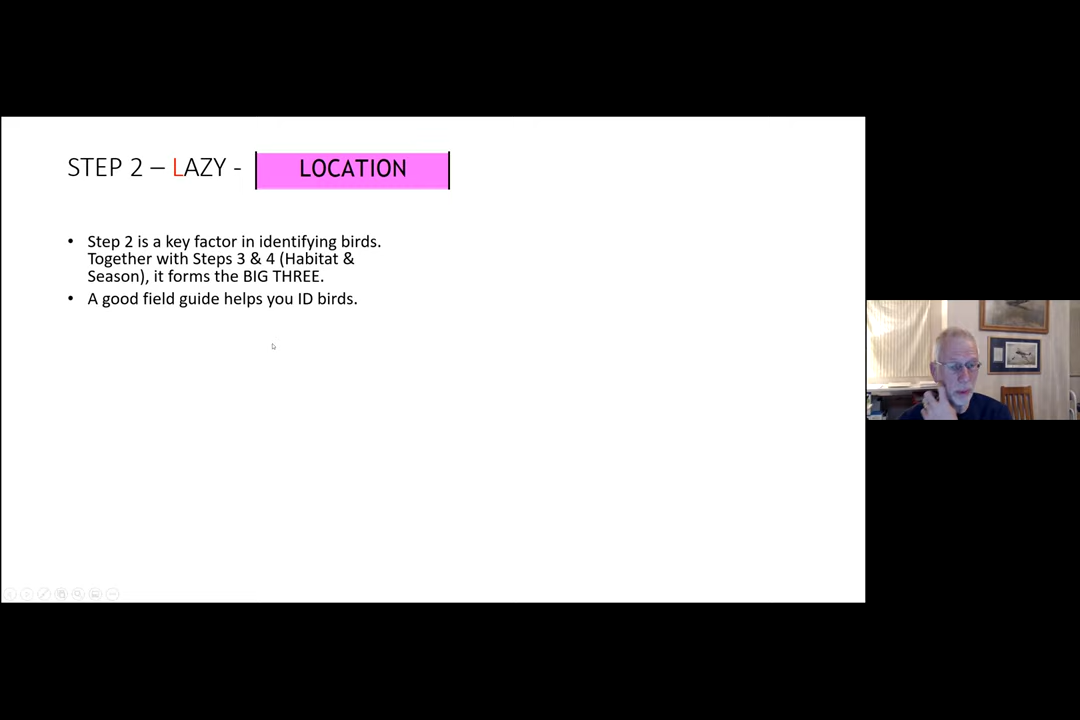 STEP 2 – LAZY - LOCATION
• Step 2 is a key factor in identifying birds.
Together with Steps 3 & 4 (Habitat &
Season), it forms the BIG THREE.
• A good field guide helps you ID birds.